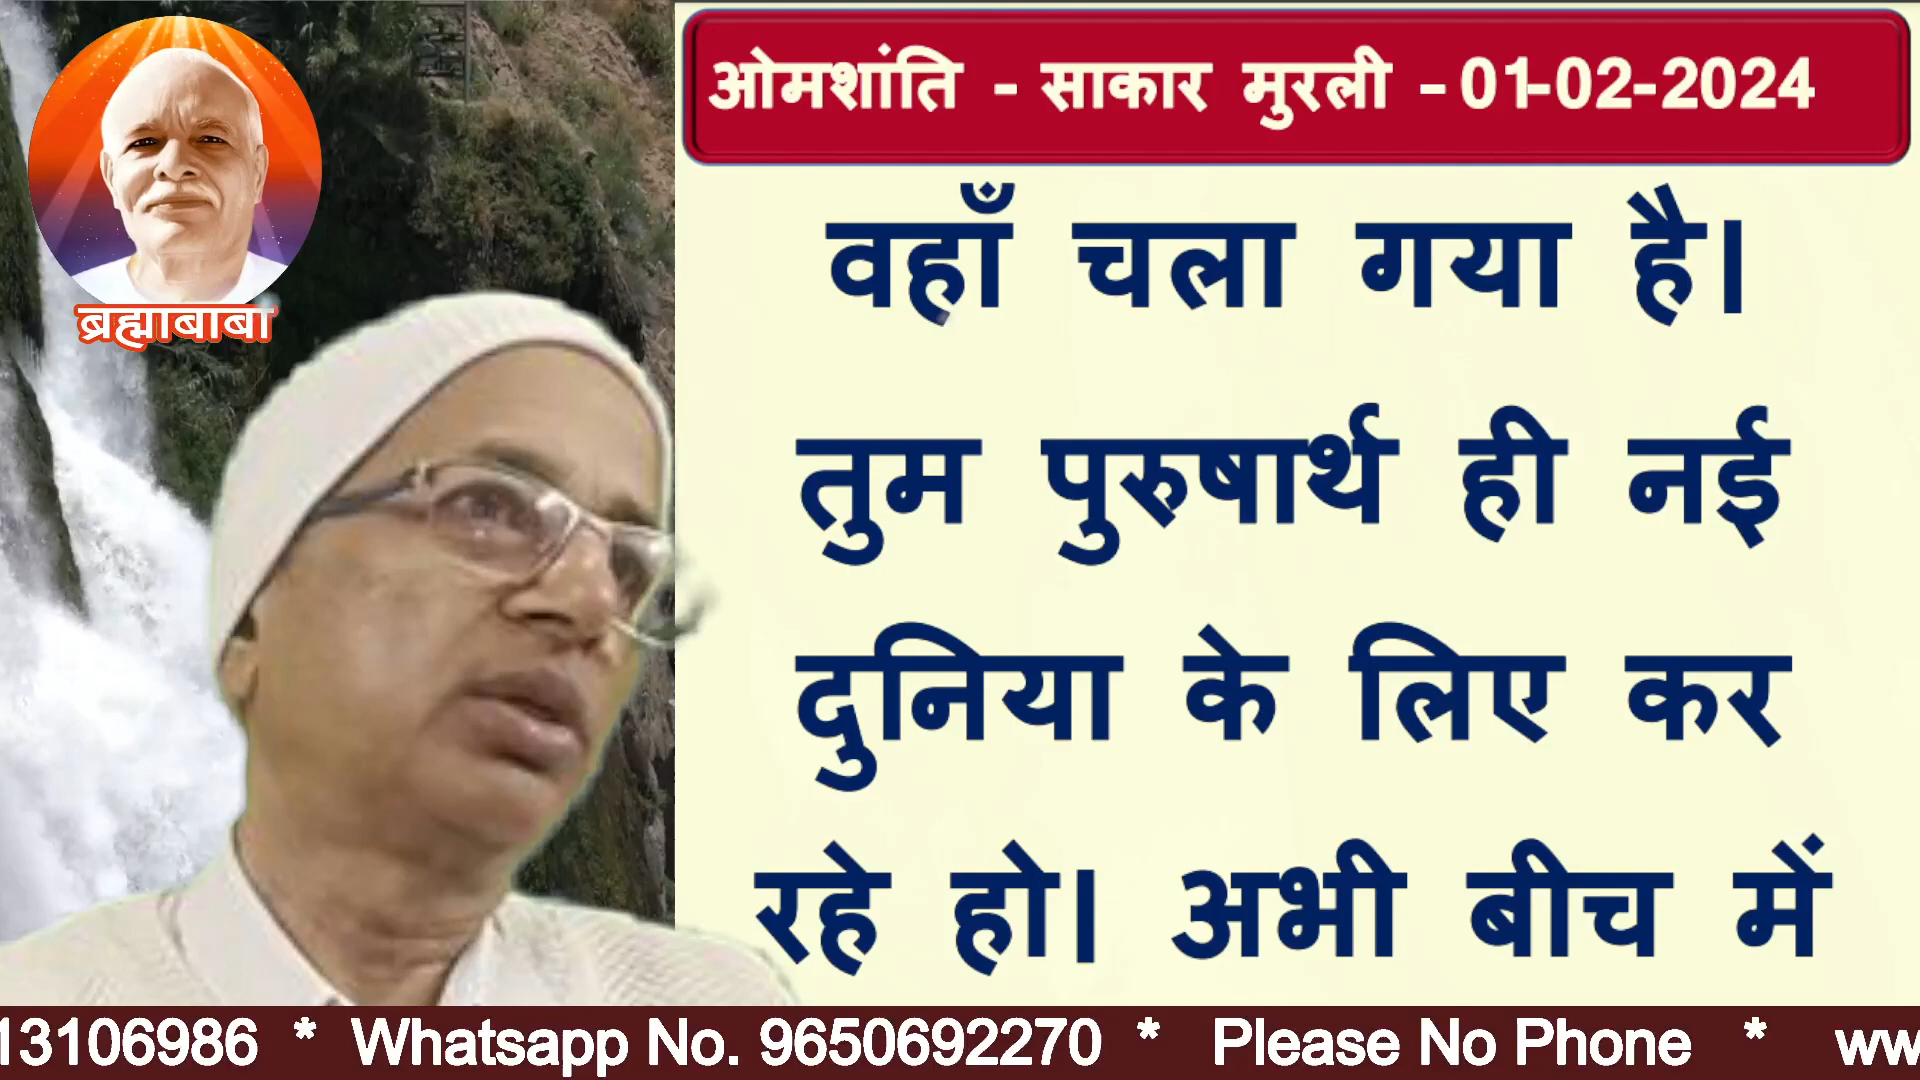 ओमशांति - साकार मुरली - 01-02-2024
ब्रह्माबाबा
वहाँ चला गया है।
तुम पुरुषार्थ ही नई
दुनिया के लिए कर
रहे हो। अभी बीच में
13106986 * Whatsapp No. 9650692270 * Please No Phone * ww